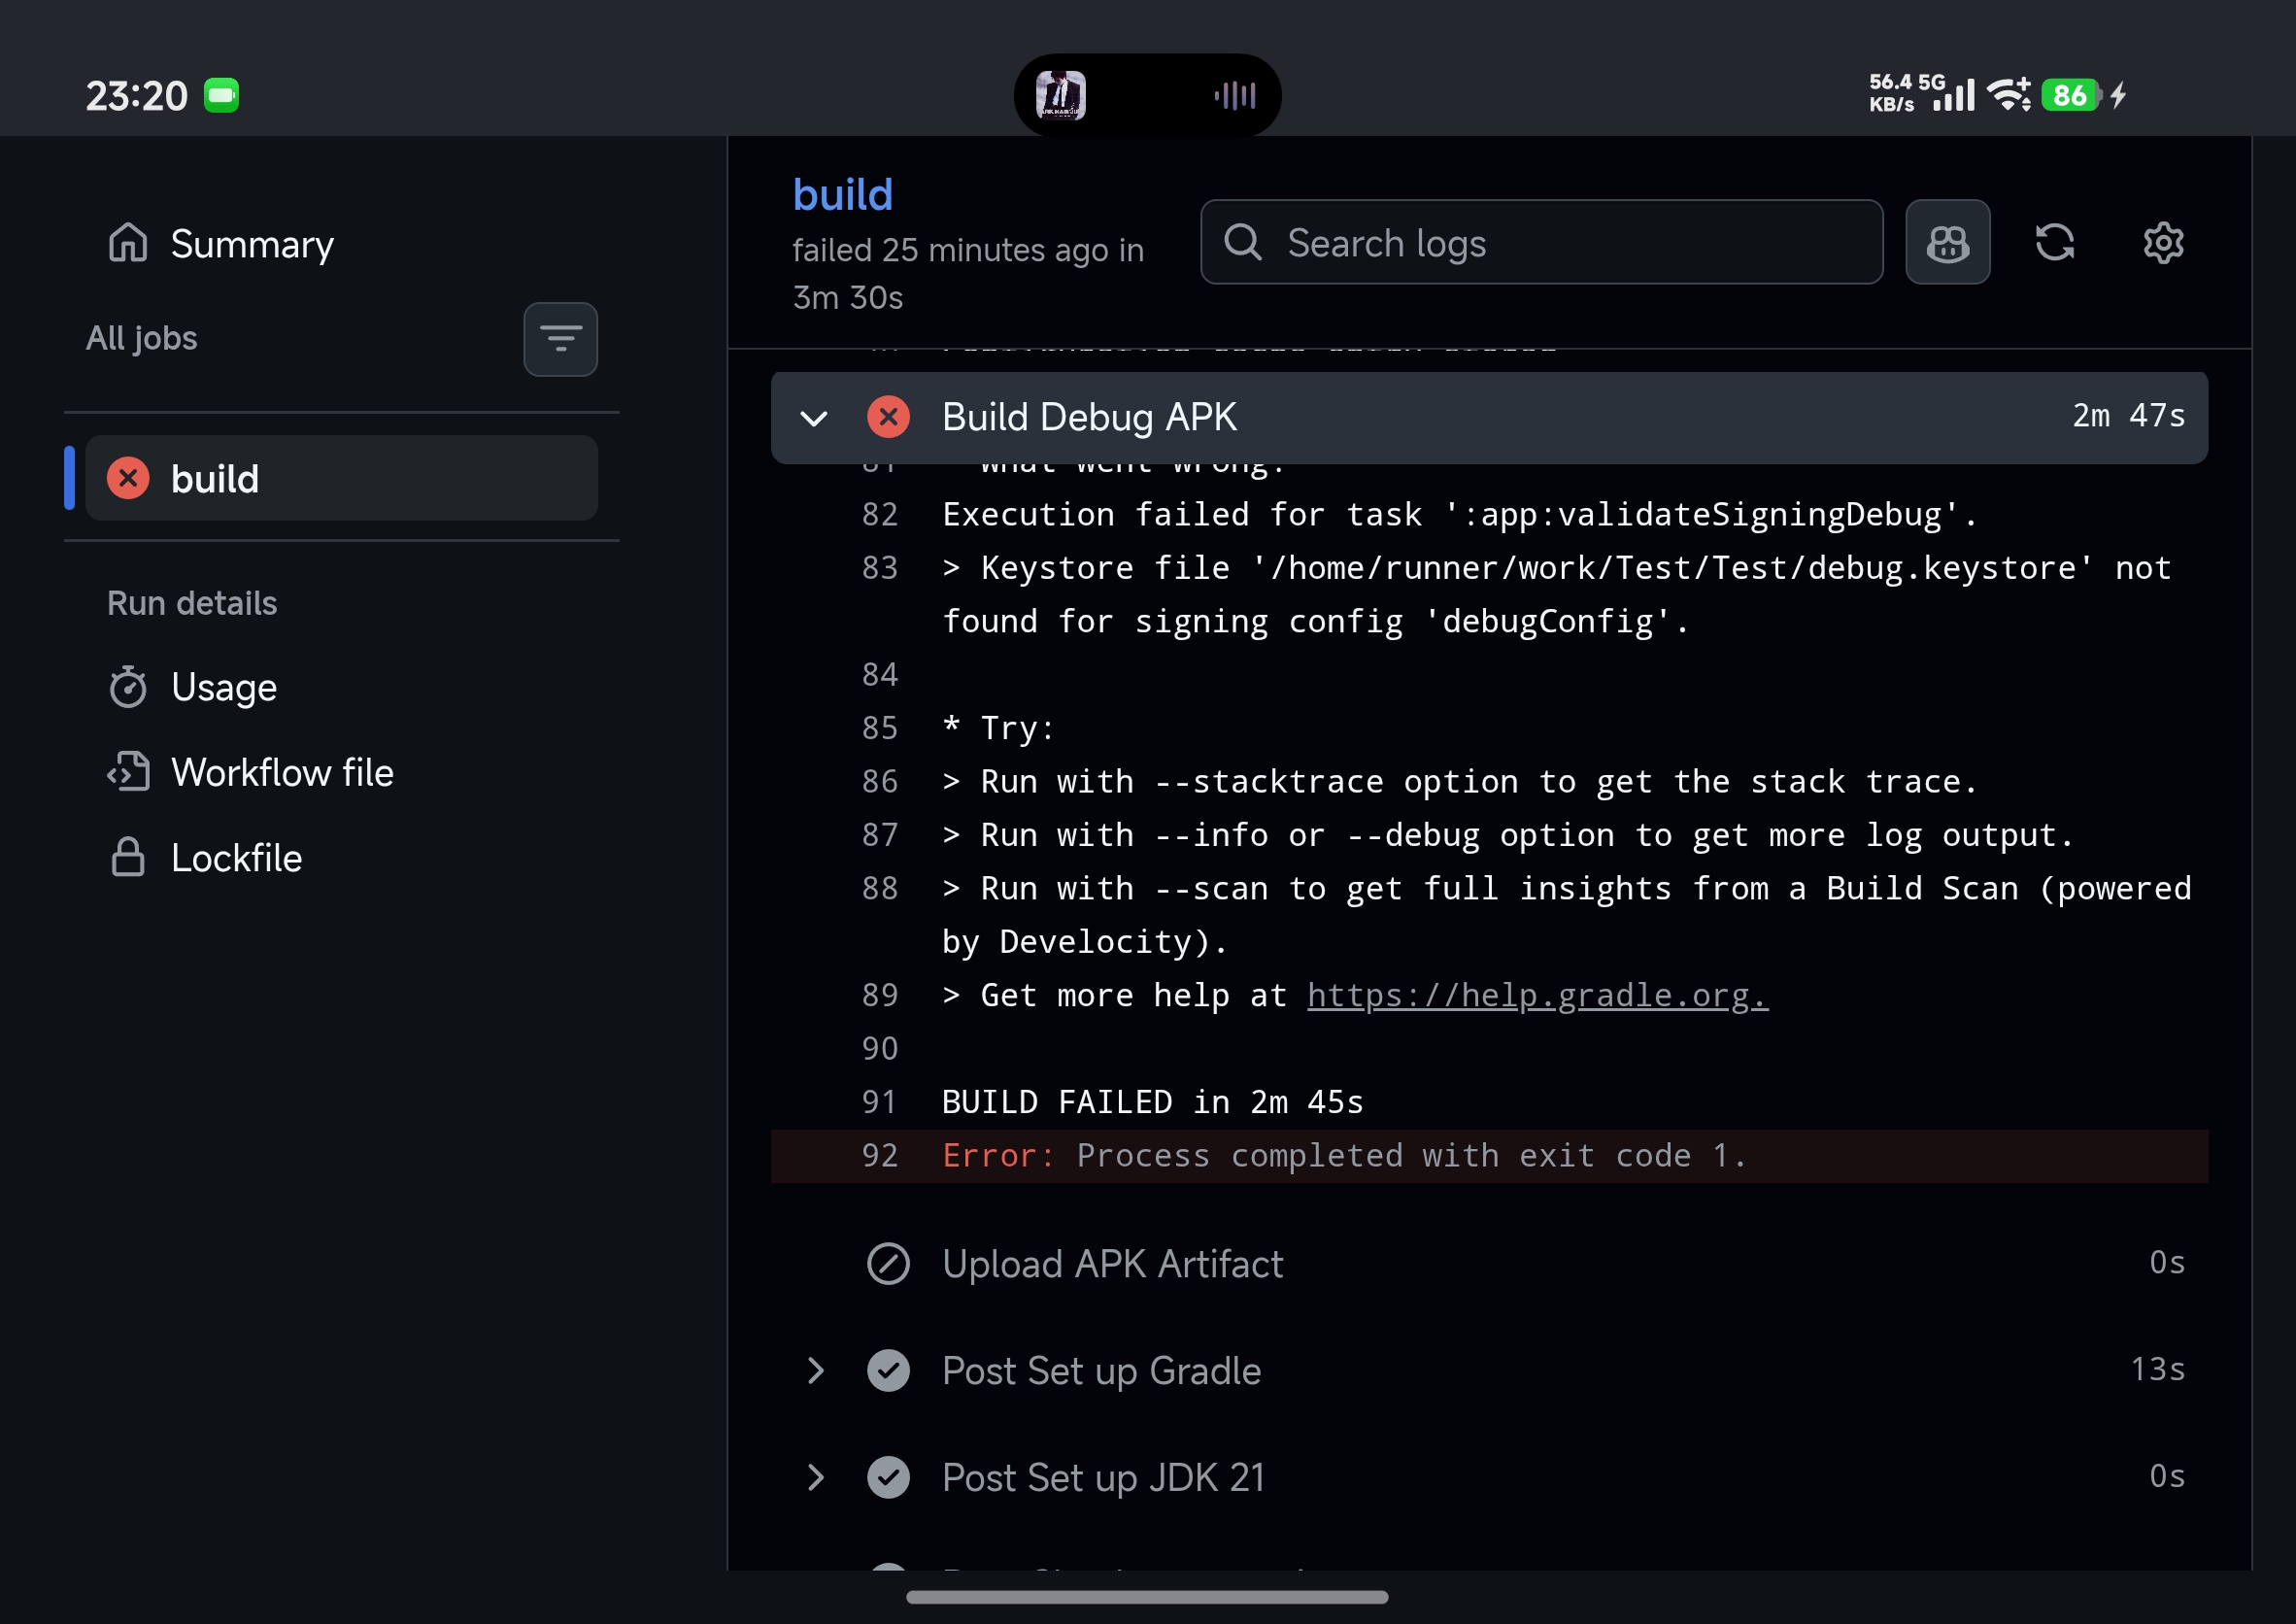 23:20
56.4 5G
KB/s
86
Summary
All jobs
build
Run details
Usage
Workflow file
Lockfile
build
failed 25 minutes ago in
3m 30s
Search logs
Build Debug APK 2m 47s
81 What went wrong:
82 Execution failed for task ':app:validateSigningDebug'.
83 > Keystore file '/home/runner/work/Test/Test/debug.keystore' not
found for signing config 'debugConfig'.
84
85 * Try:
86 > Run with --stacktrace option to get the stack trace.
87 > Run with --info or --debug option to get more log output.
88 > Run with --scan to get full insights from a Build Scan (powered
by Develocity).
89 > Get more help at https://help.gradle.org.
90
91 BUILD FAILED in 2m 45s
92 Error: Process completed with exit code 1.
Upload APK Artifact 0s
Post Set up Gradle 13s
Post Set up JDK 21 0s